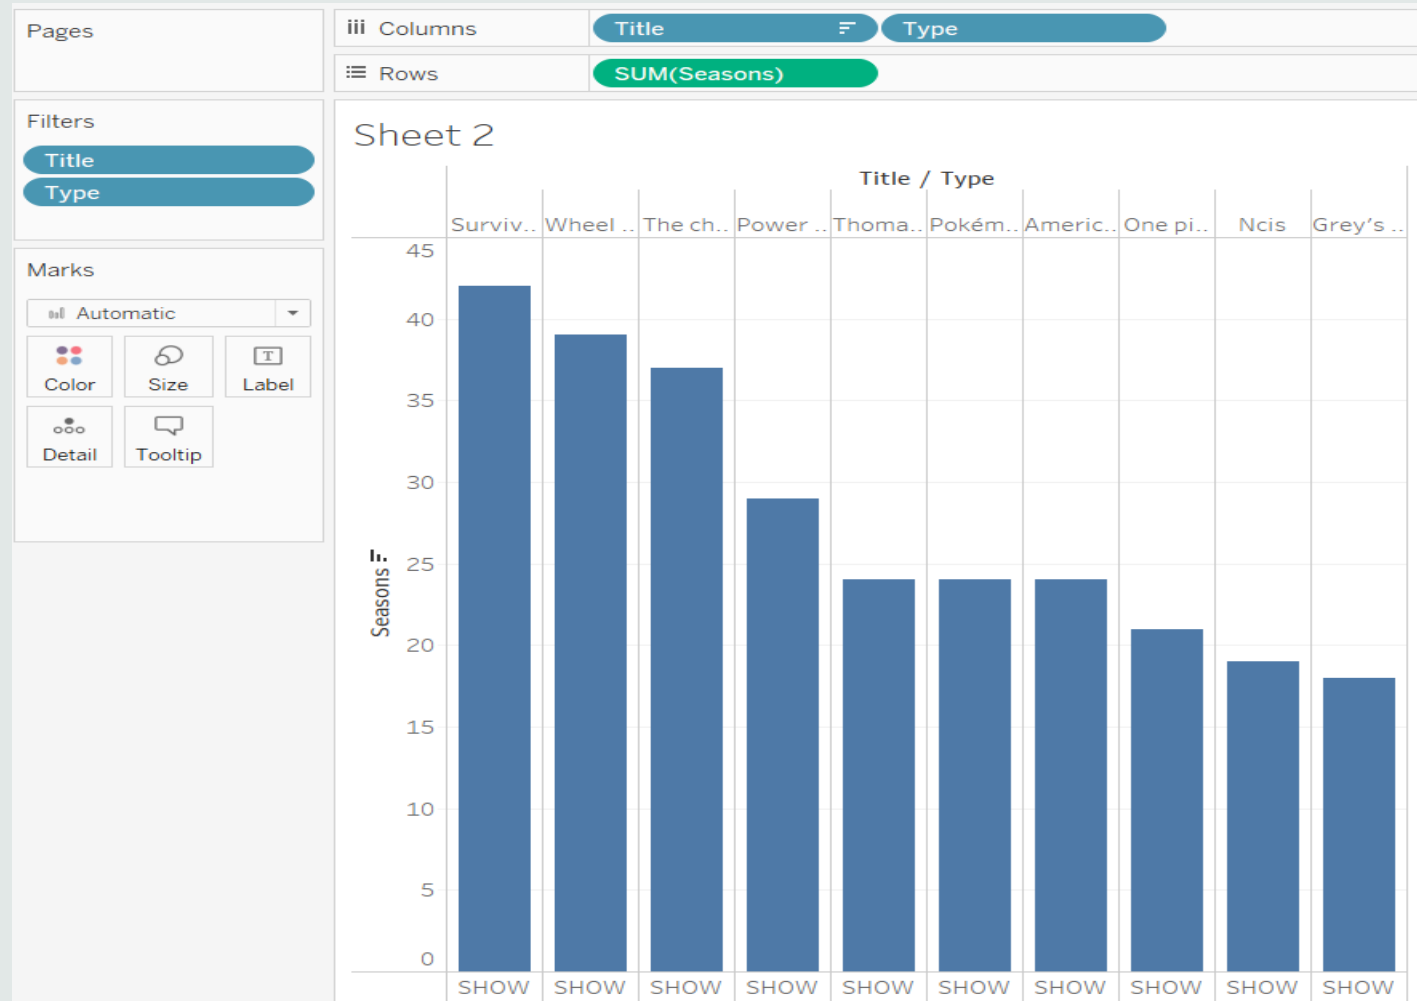 Pages
Columns Title Type
Rows SUM(Seasons)
Filters
Title
Type
Marks
Automatic
Color Size Label
Detail Tooltip
Sheet 2
Title / Type
Surviv.. Wheel .. The ch.. Power .. Thoma.. Pokém.. Americ.. One pi.. Ncis Grey's ..
45
40
35
30
25
20
15
10
5
0
Seasons
SHOW SHOW SHOW SHOW SHOW SHOW SHOW SHOW SHOW SHOW